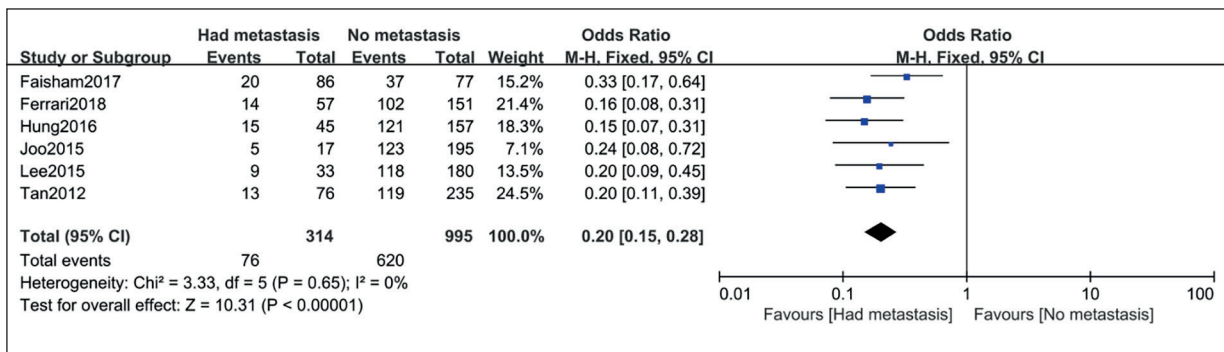 Had metastasis No metastasis Odds Ratio Odds Ratio
Study or Subgroup Events Total Events Total Weight M-H, Fixed, 95% CI M-H, Fixed, 95% CI
Faisham2017 20 86 37 77 15.2% 0.33 [0.17, 0.64]
Ferrari2018 14 57 102 151 21.4% 0.16 [0.08, 0.31]
Hung2016 15 45 121 157 18.3% 0.15 [0.07, 0.31]
Joo2015 5 17 123 195 7.1% 0.24 [0.08, 0.72]
Lee2015 9 33 118 180 13.5% 0.20 [0.09, 0.45]
Tan2012 13 76 119 235 24.5% 0.20 [0.11, 0.39]
Total (95% CI) 314 995 100.0% 0.20 [0.15, 0.28]
Total events 76 620
Heterogeneity: Chi² = 3.33, df = 5 (P = 0.65); I² = 0%
Test for overall effect: Z = 10.31 (P < 0.00001)
0.01 0.1 1 10 100
Favours [Had metastasis] Favours [No metastasis]